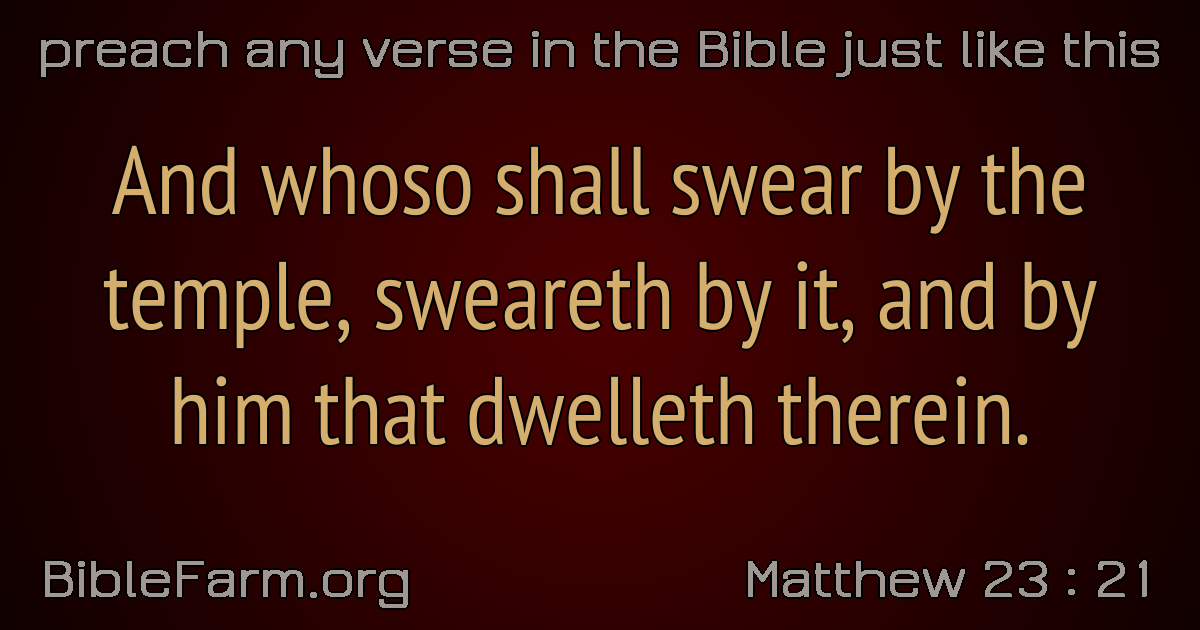 preach any verse in the Bible just like this
And whoso shall swear by the
temple, sweareth by it, and by
him that dwelleth therein.
BibleFarm.org
Matthew 23 : 21